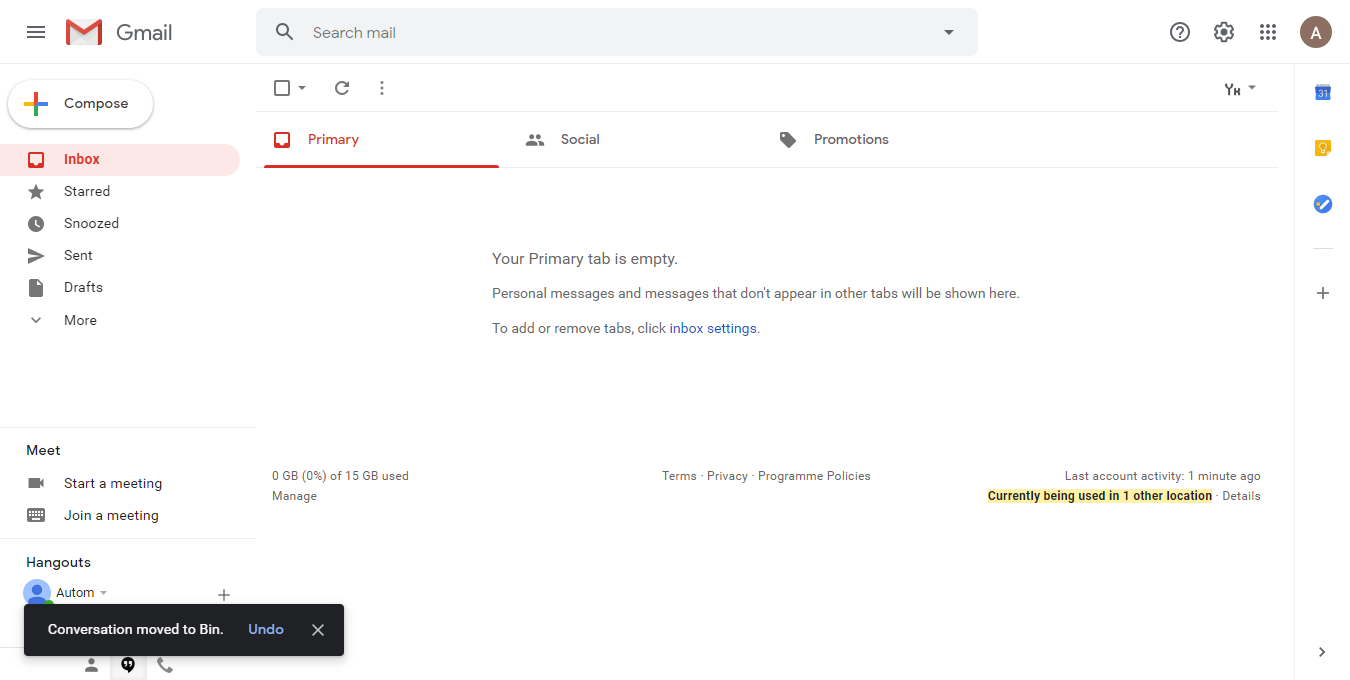 Gmail
Search mail
A
Compose
Inbox
Starred
Snoozed
Sent
Drafts
More
Primary
Social
Promotions
31
Your Primary tab is empty.
Personal messages and messages that don't appear in other tabs will be shown here.
To add or remove tabs, click inbox settings.
0 GB (0%) of 15 GB used
Manage
Terms · Privacy · Programme Policies
Last account activity: 1 minute ago
Currently being used in 1 other location · Details
Meet
Start a meeting
Join a meeting
Hangouts
Autom
Conversation moved to Bin. Undo